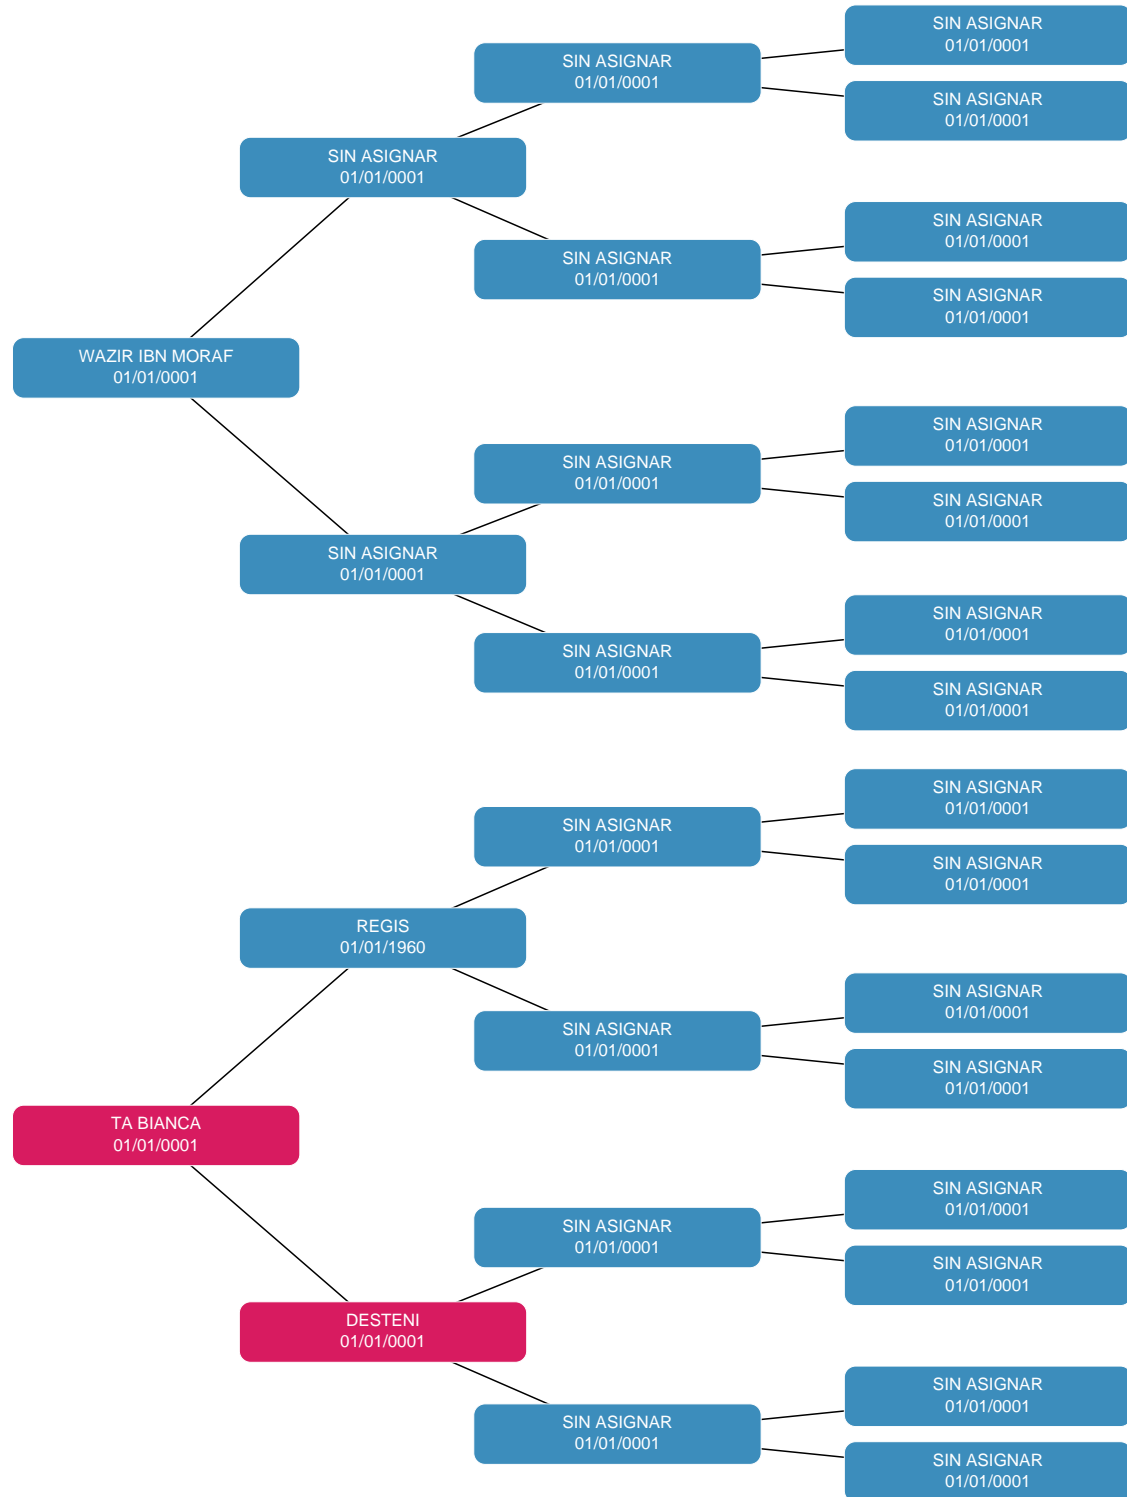 SIN ASIGNAR
01/01/0001
SIN ASIGNAR
01/01/0001
SIN ASIGNAR
01/01/0001
SIN ASIGNAR
01/01/0001
SIN ASIGNAR
01/01/0001
SIN ASIGNAR
01/01/0001
SIN ASIGNAR
01/01/0001
WAZIR IBN MORAF
01/01/0001
SIN ASIGNAR
01/01/0001
SIN ASIGNAR
01/01/0001
SIN ASIGNAR
01/01/0001
SIN ASIGNAR
01/01/0001
SIN ASIGNAR
01/01/0001
SIN ASIGNAR
01/01/0001
SIN ASIGNAR
01/01/0001
SIN ASIGNAR
01/01/0001
SIN ASIGNAR
01/01/0001
SIN ASIGNAR
01/01/0001
REGIS
01/01/1960
SIN ASIGNAR
01/01/0001
SIN ASIGNAR
01/01/0001
SIN ASIGNAR
01/01/0001
TA BIANCA
01/01/0001
SIN ASIGNAR
01/01/0001
SIN ASIGNAR
01/01/0001
SIN ASIGNAR
01/01/0001
DESTENI
01/01/0001
SIN ASIGNAR
01/01/0001
SIN ASIGNAR
01/01/0001
SIN ASIGNAR
01/01/0001